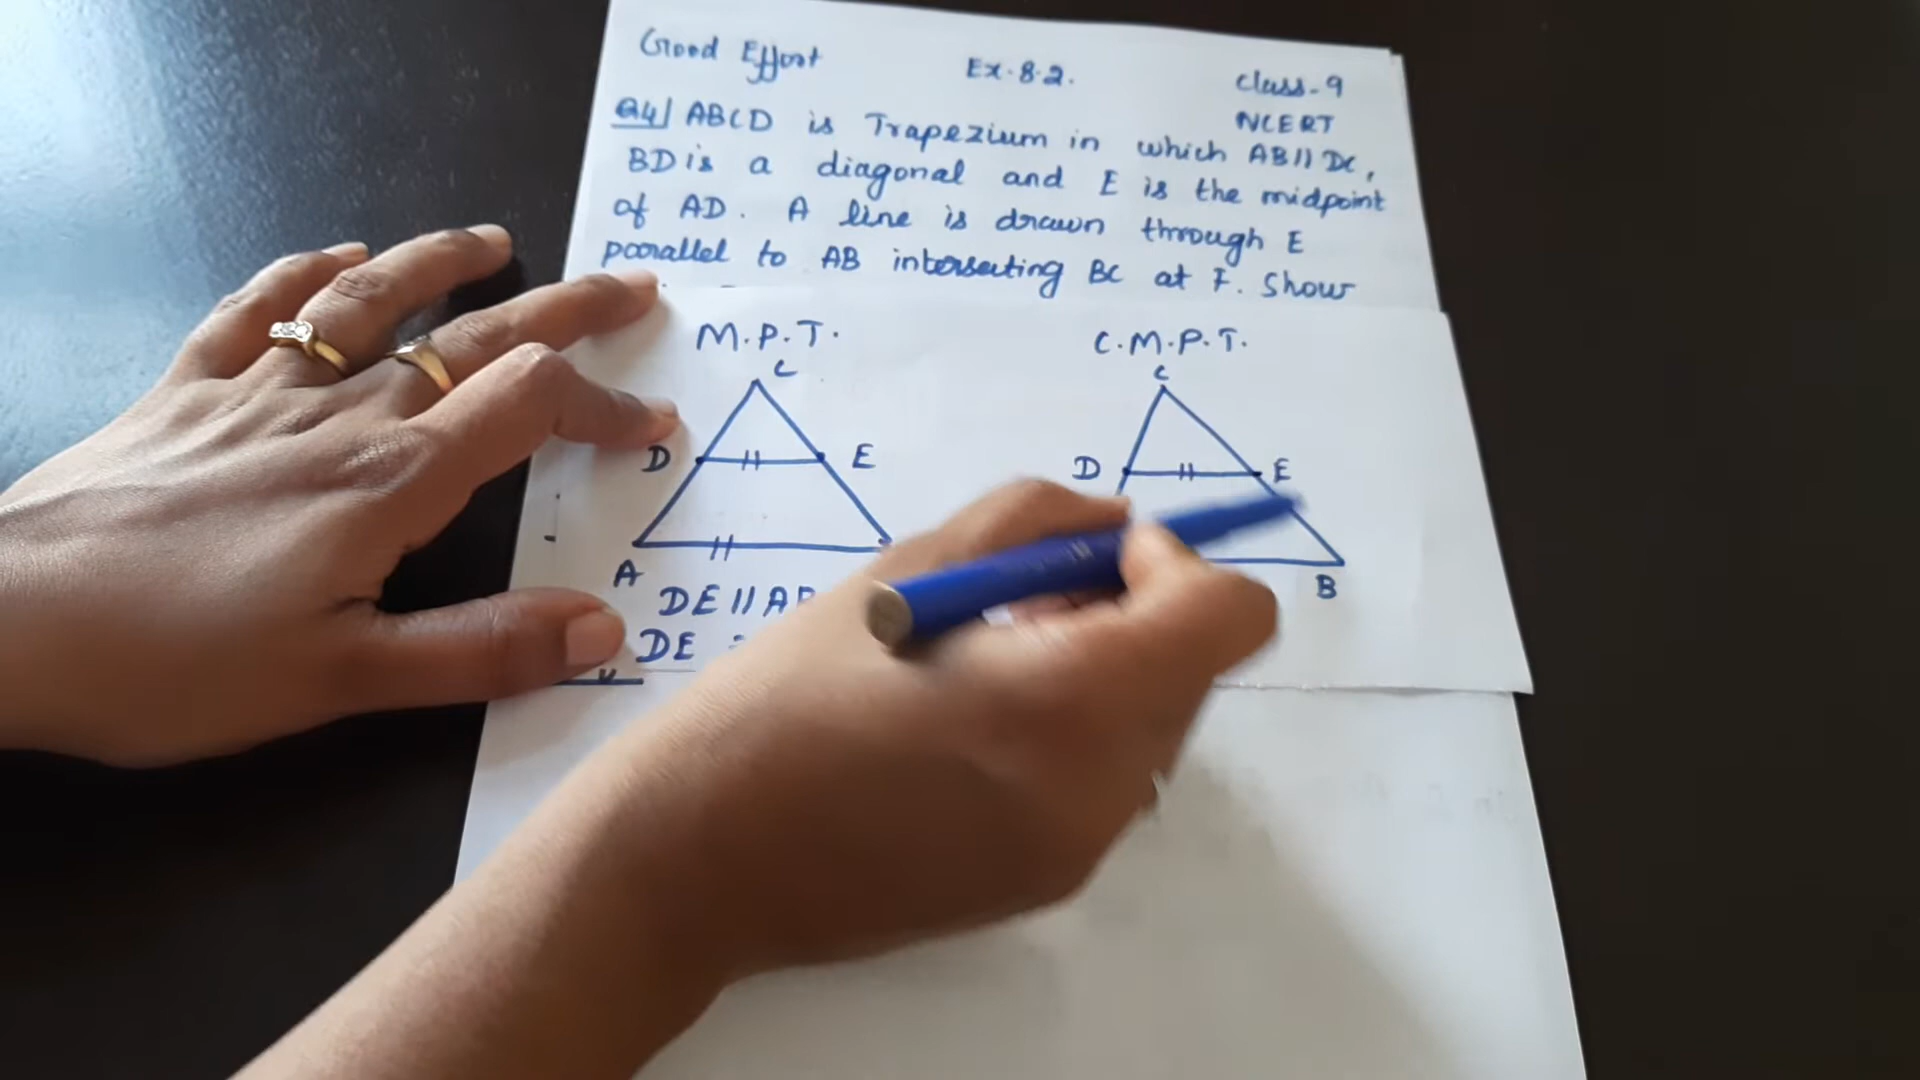 Good Effort
Ex. 8.2.
Class-9
NCERT
Q4/ ABCD is Trapezium in which AB || DC,
BD is a diagonal and E is the midpoint
of AD. A line is drawn through E
parallel to AB intersecting BC at F. Show
M.P.T.
C.M.P.T.
C
C
D
E
D
E
A
B
DE || AB
DE =